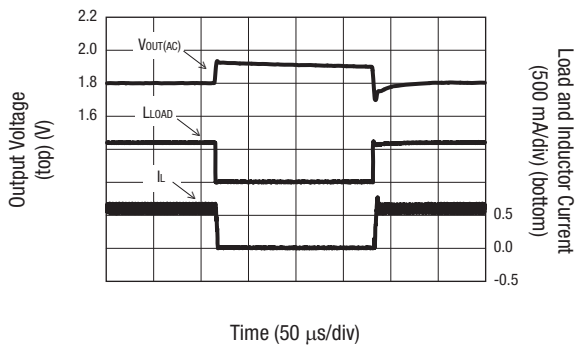 2.2
2.0
1.8
1.6
Output Voltage
(top) (V)
VOUT(AC)
LLOAD
IL
0.5
0.0
-0.5
Load and Inductor Current
(500 mA/div) (bottom)
Time (50 μs/div)